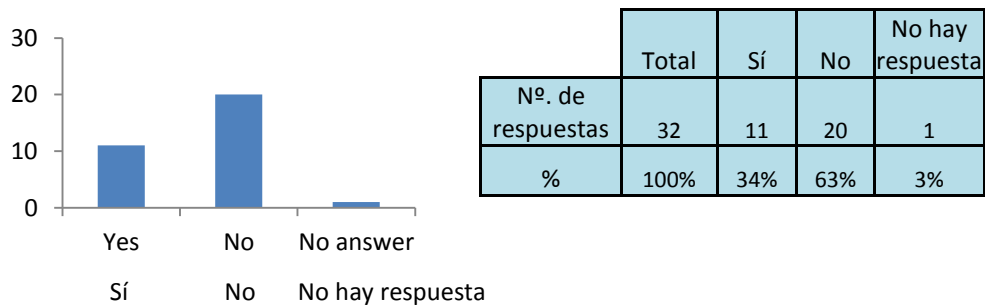 30
20
10
0
Yes No No answer
Sí No No hay respuesta
Total Sí No No hay respuesta
Nº. de respuestas 32 11 20 1
% 100% 34% 63% 3%